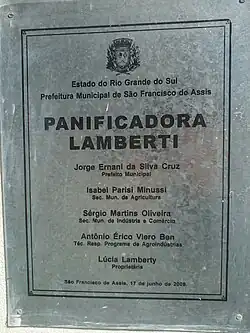 Estado do Rio Grande do Sul
Prefeitura Municipal de São Francisco de Assis
PANIFICADORA
LAMBERTI
Jorge Ernani da Silva Cruz
Prefeito Municipal
Isabel Parisi Minussi
Sec. Mun. de Agricultura
Sérgio Martins Oliveira
Sec. Mun. de Indústria e Comércio
Antônio Érico Viero Ben
Téc. Resp. Programa de Agroindústrias
Lúcia Lamberty
Proprietária
São Francisco de Assis, 17 de junho de 2009.